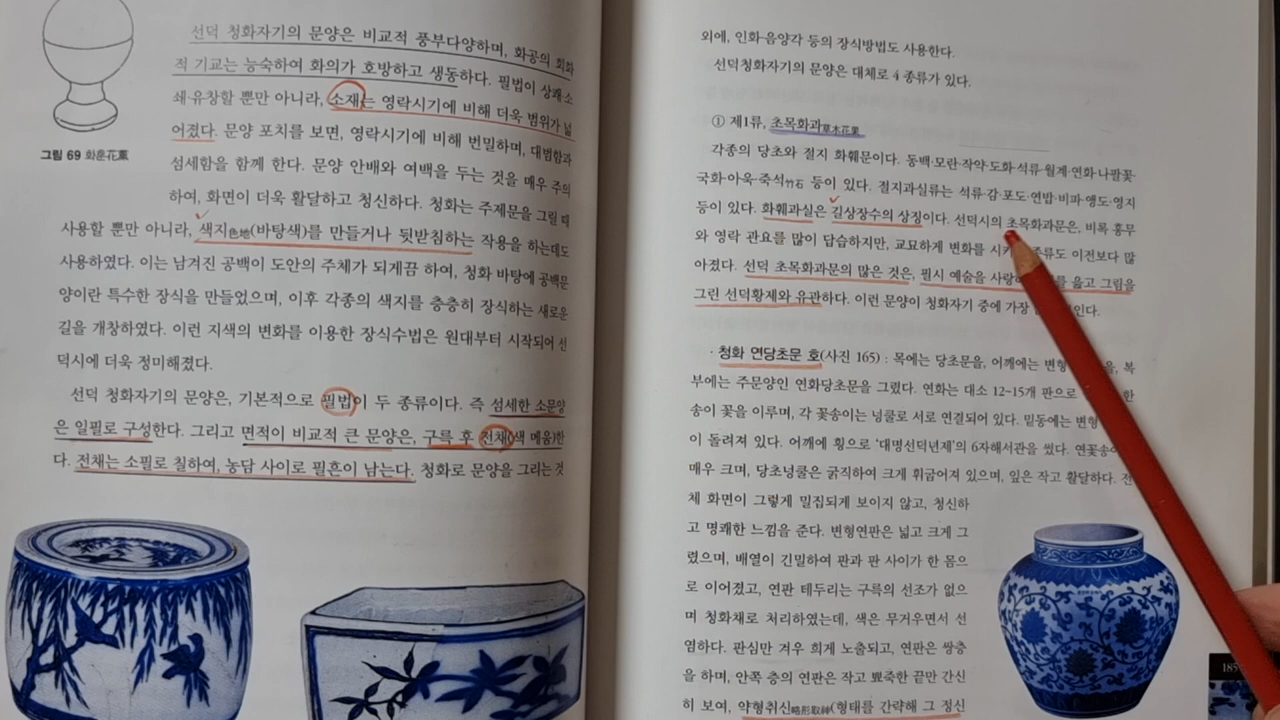 그림 69 화훈花薰
선덕 청화자기의 문양은 비교적 풍부다양하며, 화공의 회화
적 기교는 능숙하여 화의가 호방하고 생동하다. 필법이 상쾌·소
쇄·유창할 뿐만 아니라, 소재는 영락시기에 비해 더욱 범위가 넓
어졌다. 문양 포치를 보면, 영락시기에 비해 번밀하며, 대범함과
섬세함을 함께 한다. 문양 안배와 여백을 두는 것을 매우 주의
하여, 화면이 더욱 활달하고 청신하다. 청화는 주제문을 그릴 때
사용할 뿐만 아니라, 색지色地(바탕색)를 만들거나 뒷받침하는 작용을 하는데도
사용하였다. 이는 남겨진 공백이 도안의 주체가 되게끔 하여, 청화 바탕에 공백문
양이란 특수한 장식을 만들었으며, 이후 각종의 색지를 층층히 장식하는 새로운
길을 개창하였다. 이런 지색의 변화를 이용한 장식수법은 원대부터 시작되어 선
덕시에 더욱 정미해졌다.
선덕 청화자기의 문양은, 기본적으로 필법이 두 종류이다. 즉 섬세한 소문양
은 일필로 구성한다. 그리고 면적이 비교적 큰 문양은, 구륵 후 전채(색 메움)한
다. 전채는 소필로 칠하여, 농담 사이로 필흔이 남는다. 청화로 문양을 그리는 것
외에, 인화·음양각 등의 장식방법도 사용한다.
선덕청화자기의 문양은 대체로 4 종류가 있다.
① 제1류, 초목화과草木花菓
각종의 당초와 절지 화훼문이다. 동백·모란·작약·도화·석류·월계·연화·나팔꽃·
국화·아욱·죽석竹石 등이 있다. 절지과실류는 석류·감·포도·연밥·비파·앵도·영지
등이 있다. 화훼과실은 길상장수의 상징이다. 선덕시의 초목화과문은, 비록 홍무
와 영락 관요를 많이 답습하지만, 교묘하게 변화를 시키 종류도 이전보다 많
아졌다. 선덕 초목화과문의 많은 것은, 필시 예술을 사랑하 를 읊고 그림을
그린 선덕황제와 유관하다. 이런 문양이 청화자기 중에 가장 인다.
· 청화 연당초문 호(사진 165) : 목에는 당초문을, 어깨에는 변형 을, 복
부에는 주문양인 연화당초문을 그렸다. 연화는 대소 12~15개 판으로 한
송이 꽃을 이루며, 각 꽃송이는 넝쿨로 서로 연결되어 있다. 밑동에는 변형
이 돌려져 있다. 어깨에 횡으로 ‘대명선덕년제’의 6자해서관을 썼다. 연꽃송이
매우 크며, 당초넝쿨은 굵직하여 크게 휘굽어져 있으며, 잎은 작고 활달하다. 전
체 화면이 그렇게 밀집되게 보이지 않고, 청신하
고 명쾌한 느낌을 준다. 변형연판은 넓고 크게 그
렸으며, 배열이 긴밀하여 판과 판 사이가 한 몸으
로 이어졌고, 연판 테두리는 구륵의 선조가 없으
며 청화채로 처리하였는데, 색은 무거우면서 선
염하다. 판심만 겨우 희게 노출되고, 연판은 쌍층
을 하며, 안쪽 층의 연판은 작고 뾰죽한 끝만 간신
히 보여, 약형취신略形取神(형태를 간략해 그 정신
185